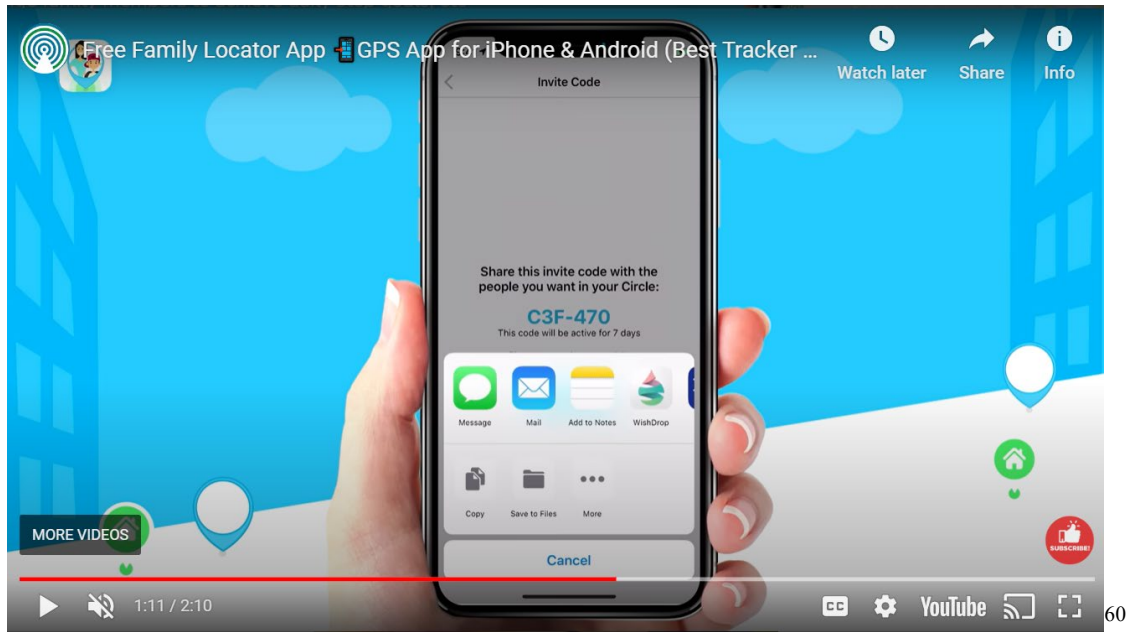 Free Family Locator App 📲GPS App for iPhone & Android (Best Tracker ...
Watch later
Share
Info
Invite Code
Share this invite code with the
people you want in your Circle:
C3F-470
This code will be active for 7 days
Message
Mail
Add to Notes
WishDrop
Copy
Save to Files
More
Cancel
MORE VIDEOS
SUBSCRIBE!
1:11 / 2:10
CC
YouTube
60